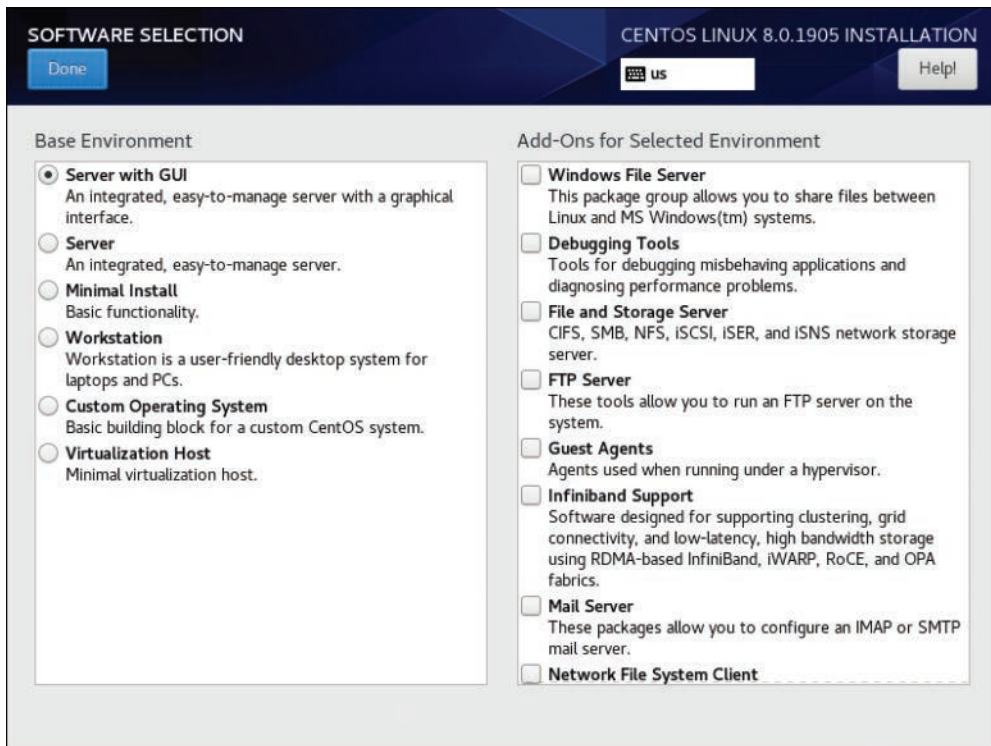 SOFTWARE SELECTION
CENTOS LINUX 8.0.1905 INSTALLATION
Done
us
Help!
Base Environment
Server with GUI
An integrated, easy-to-manage server with a graphical
interface.
Server
An integrated, easy-to-manage server.
Minimal Install
Basic functionality.
Workstation
Workstation is a user-friendly desktop system for
laptops and PCs.
Custom Operating System
Basic building block for a custom CentOS system.
Virtualization Host
Minimal virtualization host.
Add-Ons for Selected Environment
Windows File Server
This package group allows you to share files between
Linux and MS Windows(tm) systems.
Debugging Tools
Tools for debugging misbehaving applications and
diagnosing performance problems.
File and Storage Server
CIFS, SMB, NFS, iSCSI, iSER, and iSNS network storage
server.
FTP Server
These tools allow you to run an FTP server on the
system.
Guest Agents
Agents used when running under a hypervisor.
Infiniband Support
Software designed for supporting clustering, grid
connectivity, and low-latency, high bandwidth storage
using RDMA-based InfiniBand, iWARP, RoCE, and OPA
fabrics.
Mail Server
These packages allow you to configure an IMAP or SMTP
mail server.
Network File System Client